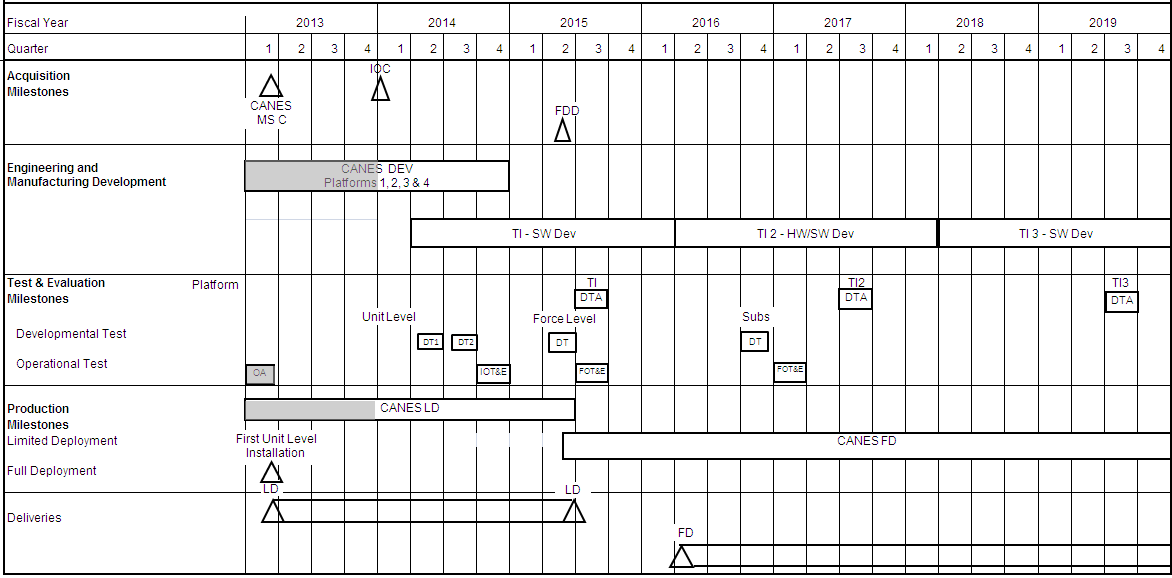 Fiscal Year 2013 2014 2015 2016 2017 2018 2019
Quarter 1 2 3 4 1 2 3 4 1 2 3 4 1 2 3 4 1 2 3 4 1 2 3 4 1 2 3 4
Acquisition
Milestones
IOC
CANES
MS C
FDD
Engineering and
Manufacturing Development
CANES DEV
Platforms 1, 2, 3 & 4
TI - SW Dev TI 2 - HW/SW Dev TI 3 - SW Dev
Test & Evaluation Platform TI TI2 TI3
Milestones DTA DTA DTA
Unit Level Force Level Subs
Developmental Test DT1 DT2 DT DT
Operational Test OA IOT&E FOT&E FOT&E
Production CANES LD
Milestones
Limited Deployment CANES FD
First Unit Level
Installation
Full Deployment
LD LD
Deliveries
FD